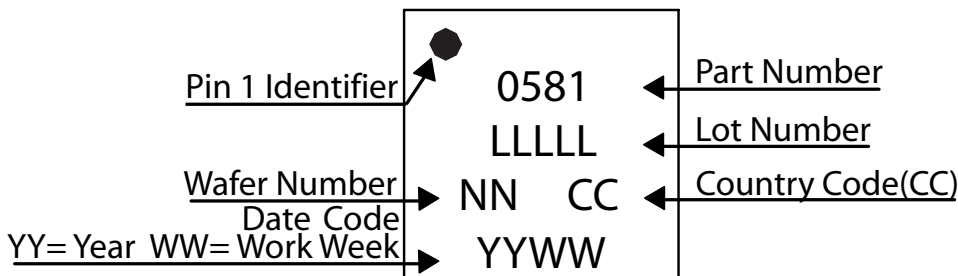 Pin 1 Identifier
0581
Part Number
LLLLL
Lot Number
Wafer Number
NN CC
Country Code(CC)
Date Code
YY= Year WW= Work Week
YYWW